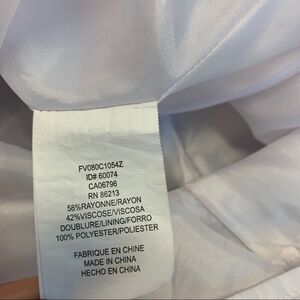 FV080C1054Z
ID# 60074
CA06796
RN 86213
58%RAYONNE/RAYON
42%VISCOSE/VISCOSA
DOUBLURE/LINING/FORRO
100% POLYESTER/POLIESTER
FABRIQUE EN CHINE
MADE IN CHINA
HECHO EN CHINA